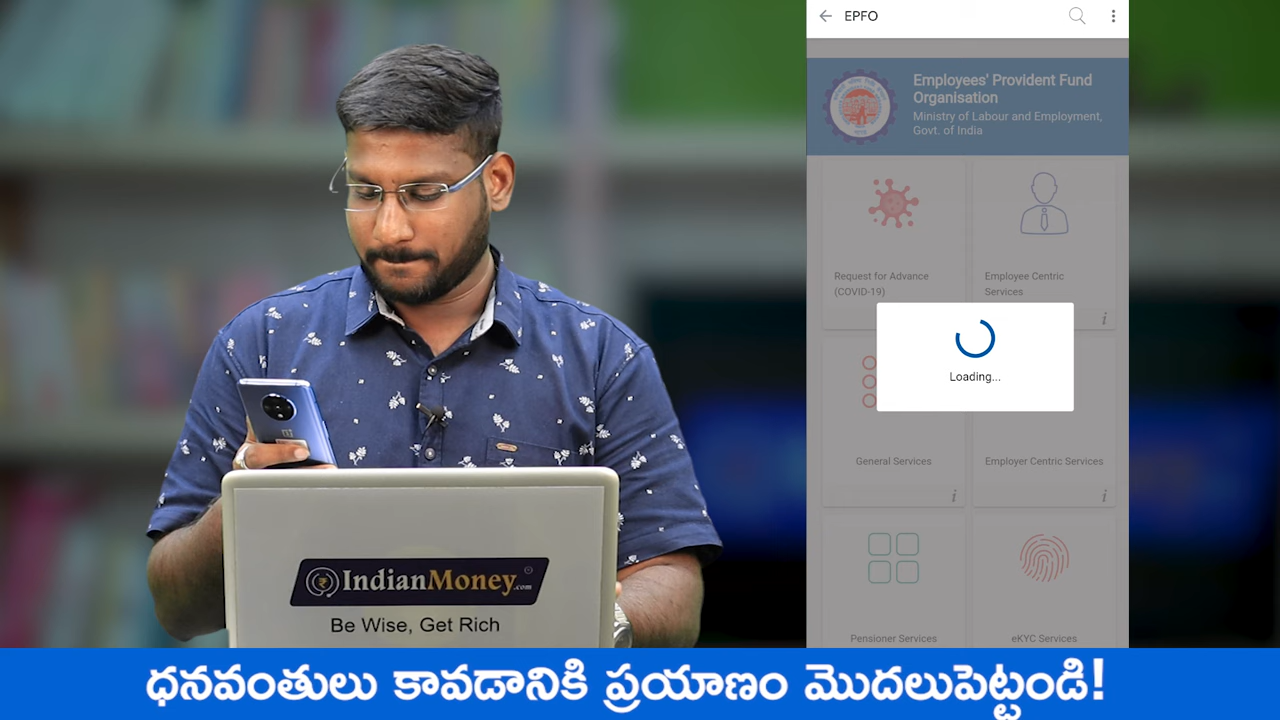 EPFO
Employees' Provident Fund
Organisation
Ministry of Labour and Employment,
Govt. of India
Request for Advance
(COVID-19)
Employee Centric
Services
i
Loading...
General Services
Employer Centric Services
i
i
Pensioner Services
eKYC Services
IndianMoney.com
Be Wise, Get Rich
ధనవంతులు కావడానికి ప్రయాణం మొదలుపెట్టండి!